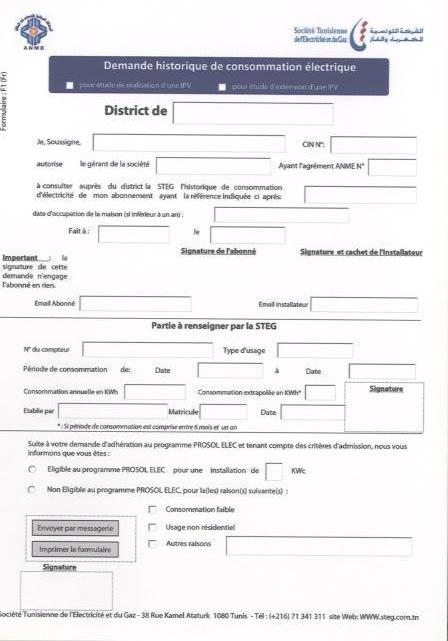 ANME
Société Tunisienne
de l'Electricité et du Gaz
الشركة التونسية
للكهرباء والغاز
Formulaire : F1 (Fr)
Demande historique de consommation électrique
pour étude de réalisation d'une IPV
pour étude d'extension d'une IPV
District de
Je, Soussigne,
CIN N°:
autorise le gérant de la société
Ayant l'agrément ANME N°
à consulter auprès du district la STEG l'historique de consommation
d'électricité de mon abonnement ayant la référence indiquée ci après:
date d'occupation de la maison (si inférieur à un an) :
Fait à :
le
Signature de l'abonné
Signature et cachet de l'Installateur
Important : la
signature de cette
demande n'engage
l'abonné en rien.
Email Abonné
Email Installateur
Partie à renseigner par la STEG
N° du compteur
Type d'usage
Période de consommation de: Date
à Date
Consommation annuelle en KWh
Consommation extrapolée en KWh*
Signature
Etablie par
Matricule
Date
*: Si période de consommation est comprise entre 6 mois et un an
Suite à votre demande d'adhération au PROSOL ELEC et tenant compte des critères d'admission, nous vous
informons que vous êtes :
Eligible au programme PROSOL ELEC pour une installation de KWc
Non Eligible au programme PROSOL ELEC, pour la(les) raison(s) suivante(s) :
Consommation faible
Envoyer par messagerie
Usage non résidentiel
Imprimer le formulaire
Autres raisons
Signature
Société Tunisienne de l'Electricité et du Gaz - 38 Rue Kamel Ataturk 1080 Tunis - Tél : (+216) 71 341 311 site Web: WWW.steg.com.tn